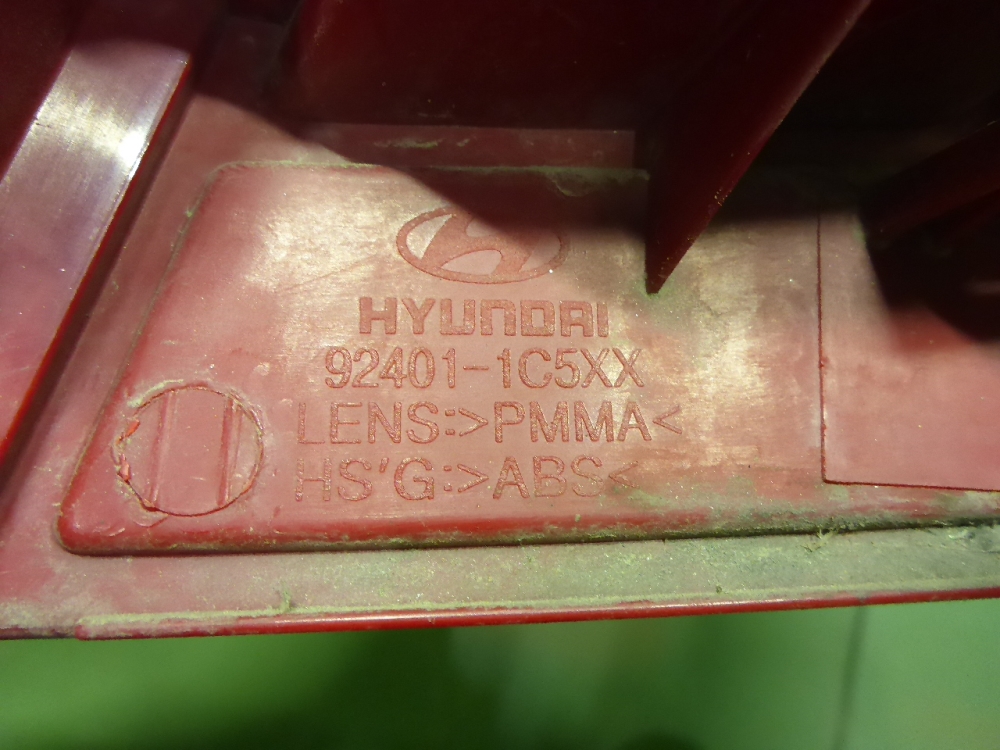 HYUNDAI
92401-1C5XX
LENS:>PMMA<
HS'G:>ABS<